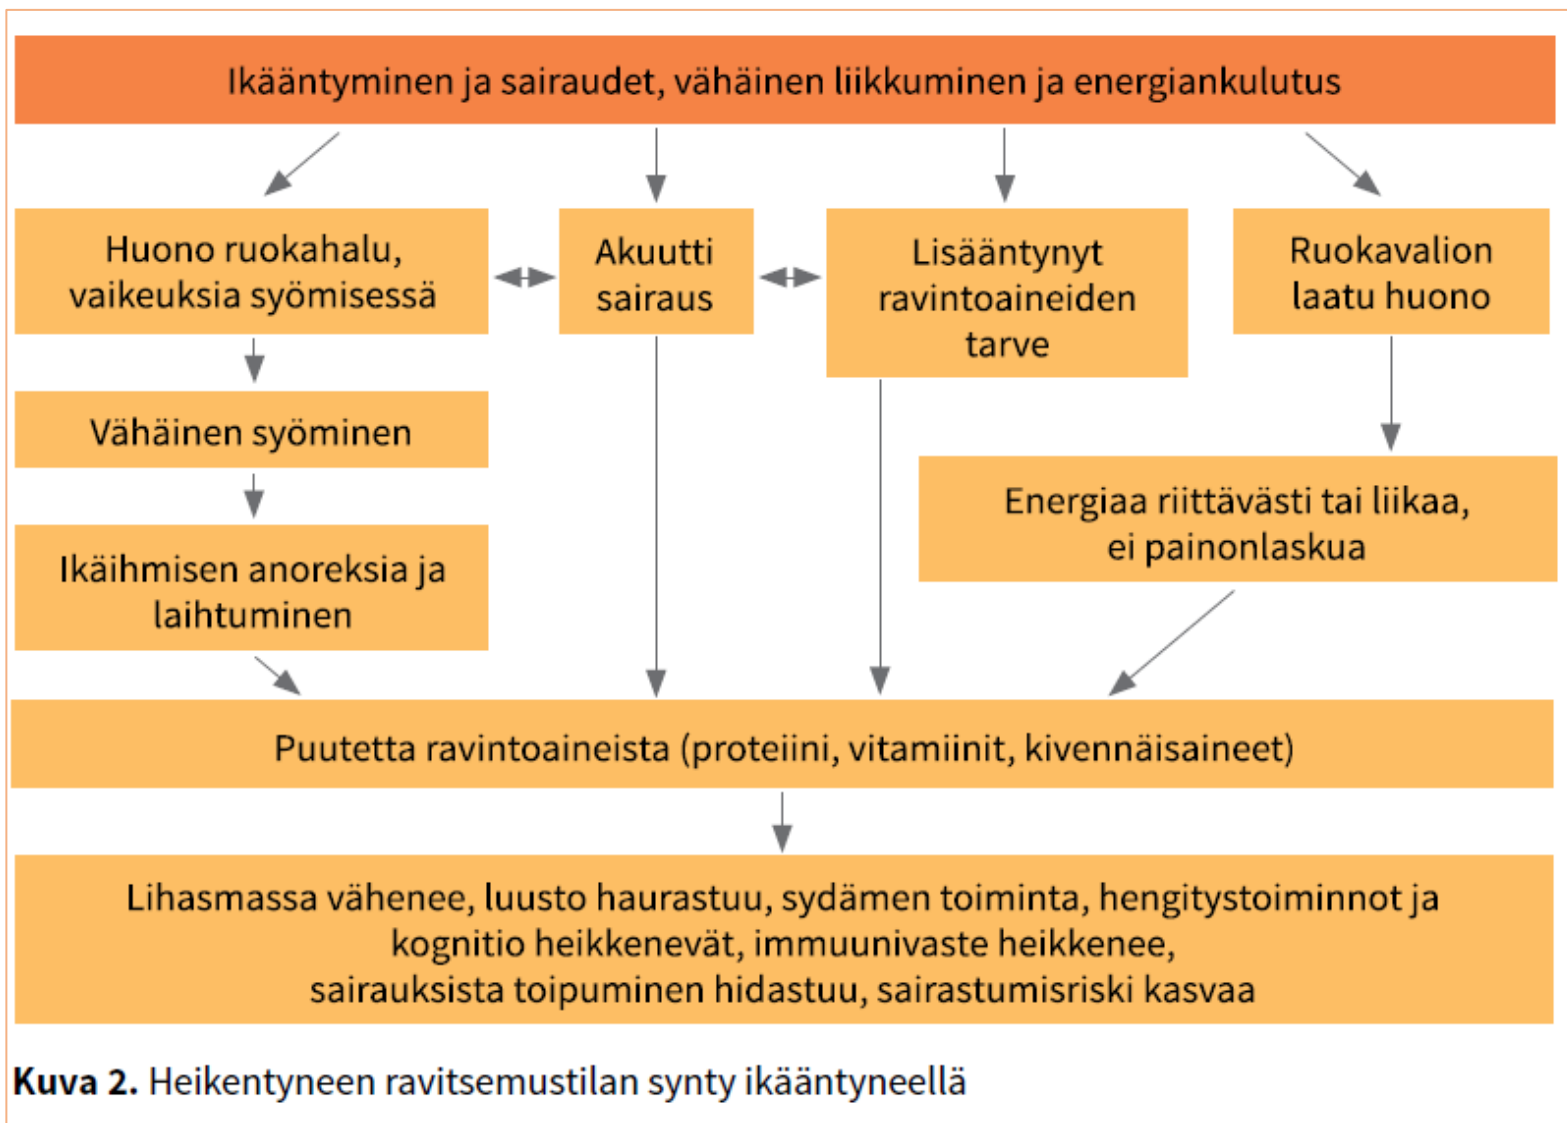 Ikääntyminen ja sairaudet, vähäinen liikkuminen ja energiankulutus
Huono ruokahalu,
vaikeuksia syömisessä
Akuutti
sairaus
Lisääntynyt
ravintoaineiden
tarve
Ruokavalion
laatu huono
Vähäinen syöminen
Energiaa riittävästi tai liikaa,
ei painonlaskua
Ikäihmisen anoreksia ja
laihtuminen
Puutetta ravintoaineista (proteiini, vitamiinit, kivennäisaineet)
Lihasmassa vähenee, luusto haurastuu, sydämen toiminta, hengitystoiminnot ja
kognitio heikkenevät, immuunivaste heikkenee,
sairauksista toipuminen hidastuu, sairastumisriski kasvaa
Kuva 2. Heikentyneen ravitsemustilan synty ikääntyneellä